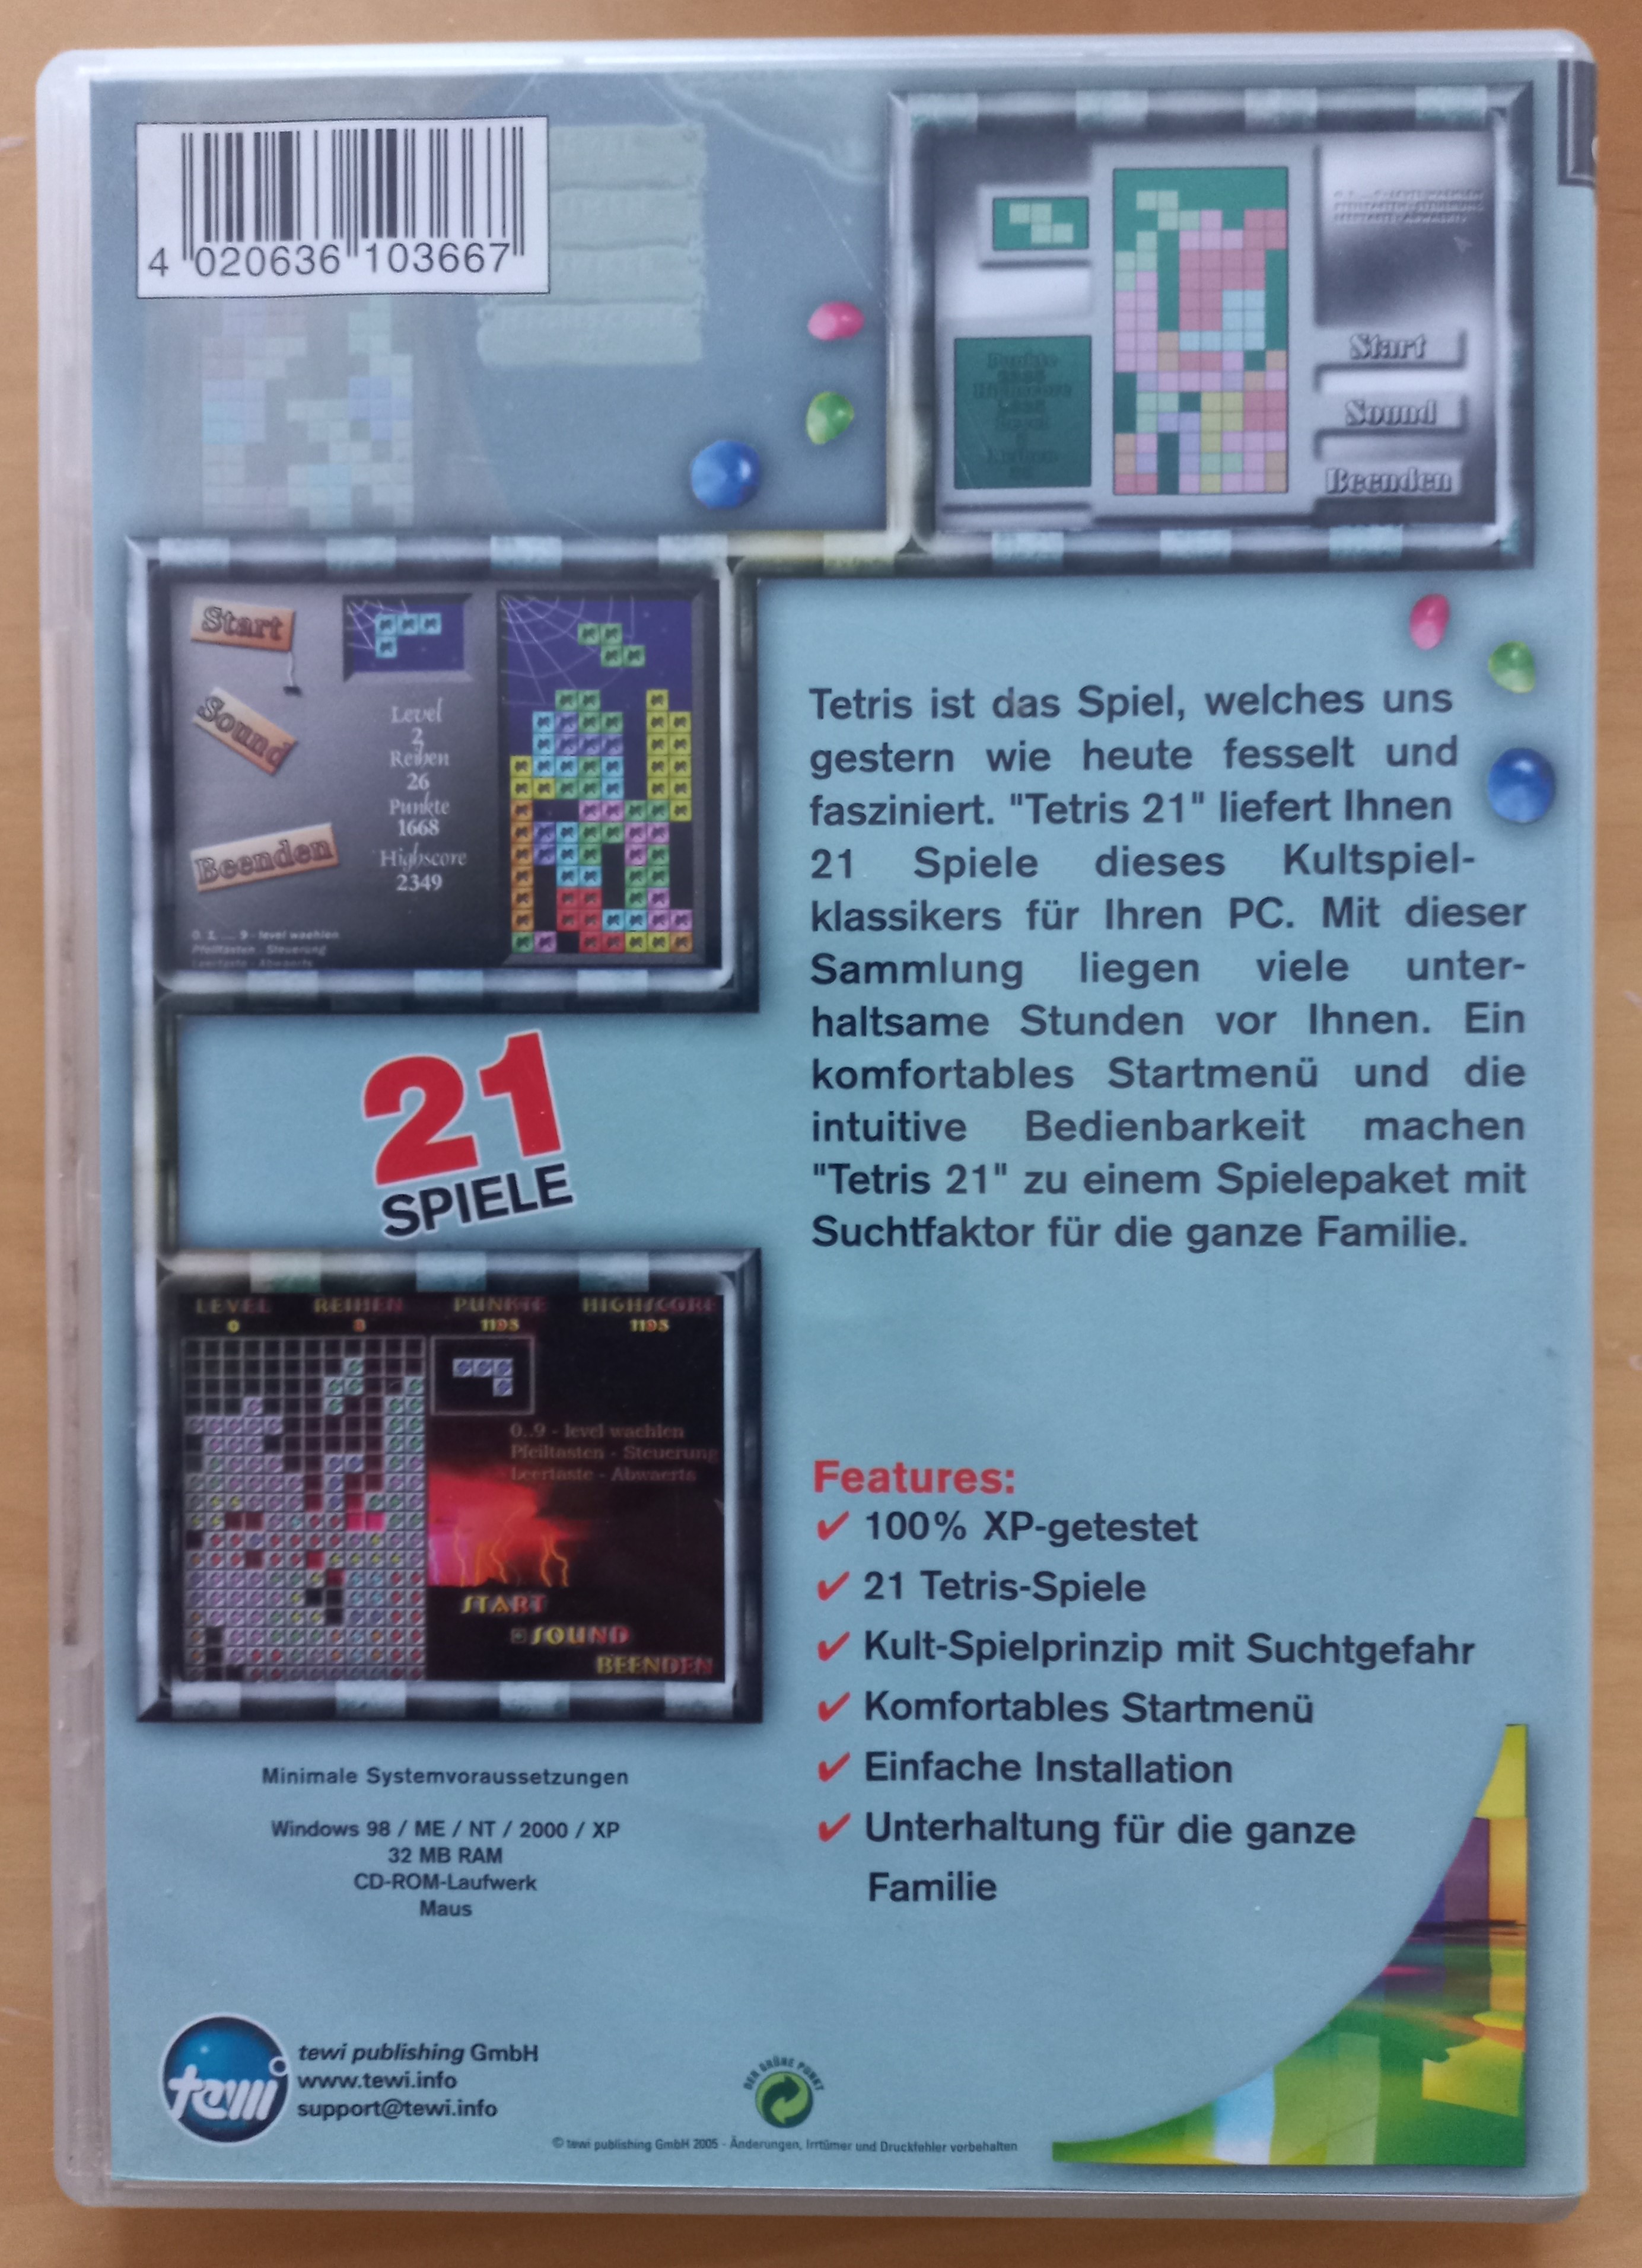 4 020636 103667
Start
Sound
Beenden
Start
Sound
Beenden
Level
2
Reihen
26
Punkte
1668
Highscore
2349
0, 1, ... 9 - level waehlen
Pfeiltasten - Steuerung
Leertaste - Abwaerts
Tetris ist das Spiel, welches uns
gestern wie heute fesselt und
fasziniert. "Tetris 21" liefert Ihnen
21 Spiele dieses Kultspiel-
klassikers für Ihren PC. Mit dieser
Sammlung liegen viele unter-
haltsame Stunden vor Ihnen. Ein
komfortables Startmenü und die
intuitive Bedienbarkeit machen
"Tetris 21" zu einem Spielepaket mit
Suchtfaktor für die ganze Familie.
21
SPIELE
LEVEL REIHEN PUNKTE HIGHSCORE
0 8 1195 1195
0..9 - level waehlen
Pfeiltasten - Steuerung
Leertaste - Abwaerts
START
SOUND
BEENDEN
Features:
✔ 100% XP-getestet
✔ 21 Tetris-Spiele
✔ Kult-Spielprinzip mit Suchtgefahr
✔ Komfortables Startmenü
✔ Einfache Installation
✔ Unterhaltung für die ganze
Familie
Minimale Systemvoraussetzungen
Windows 98 / ME / NT / 2000 / XP
32 MB RAM
CD-ROM-Laufwerk
Maus
tewi
tewi publishing GmbH
www.tewi.info
support@tewi.info
DER GRÜNE PUNKT
© tewi publishing GmbH 2005 - Änderungen, Irrtümer und Druckfehler vorbehalten